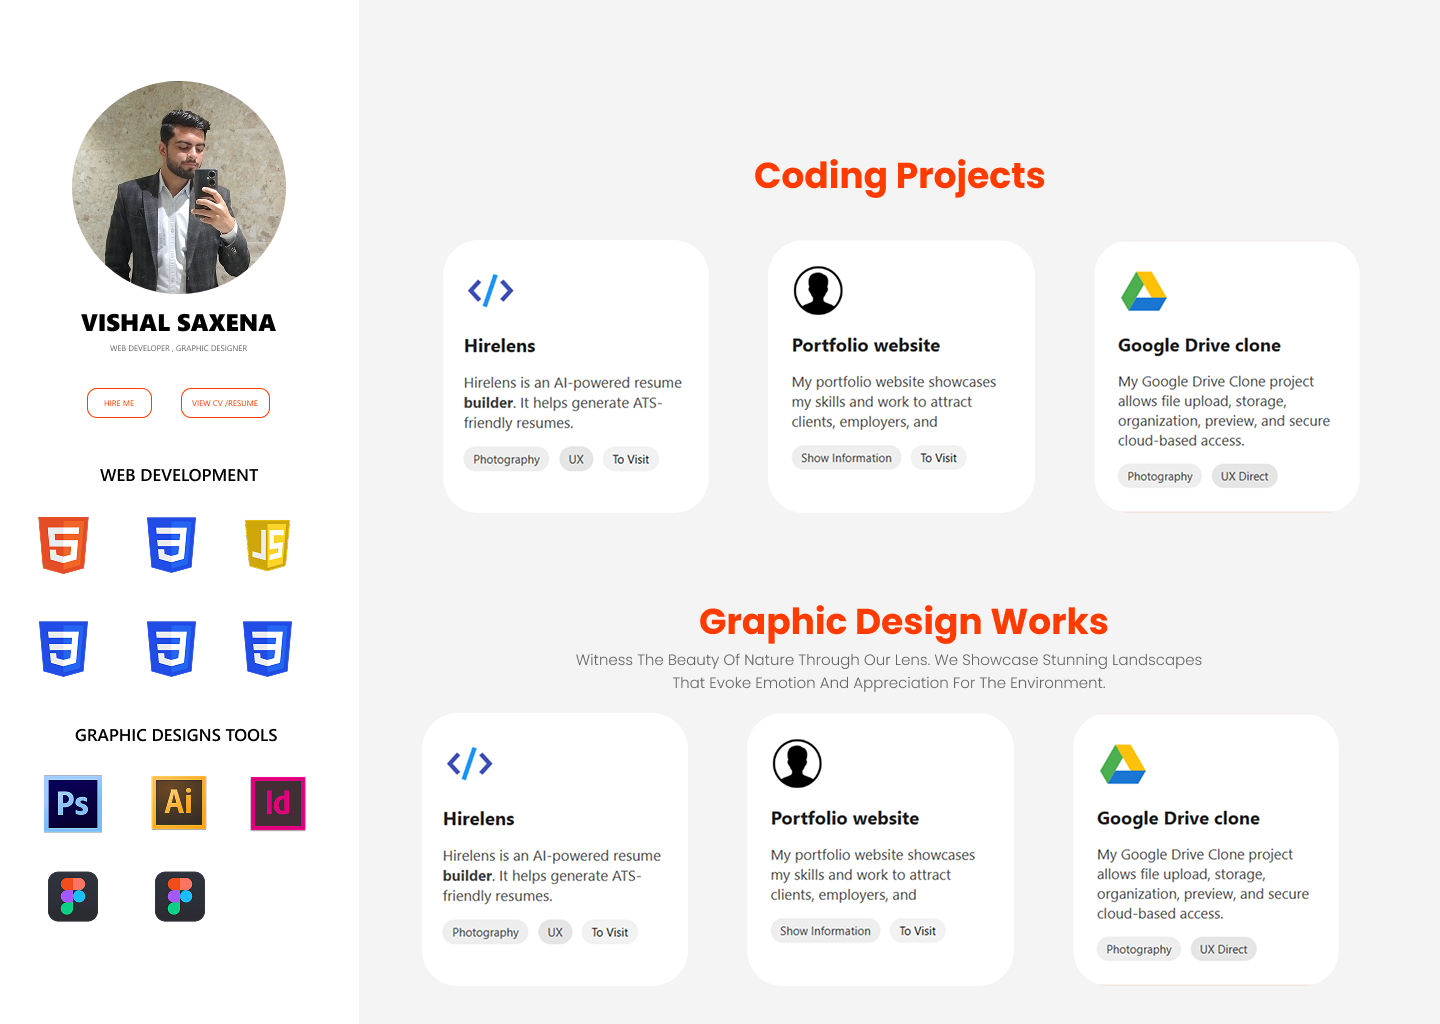 VISHAL SAXENA
WEB DEVELOPER , GRAPHIC DESIGNER
HIRE ME
VIEW CV /RESUME
WEB DEVELOPMENT
5
3
JS
3
3
3
GRAPHIC DESIGNS TOOLS
Ps
Ai
Id
Coding Projects
Hirelens
Hirelens is an AI-powered resume
builder. It helps generate ATS-
friendly resumes.
Photography
UX
To Visit
Portfolio website
My portfolio website showcases
my skills and work to attract
clients, employers, and
Show Information
To Visit
Google Drive clone
My Google Drive Clone project
allows file upload, storage,
organization, preview, and secure
cloud-based access.
Photography
UX Direct
Graphic Design Works
Witness The Beauty Of Nature Through Our Lens. We Showcase Stunning Landscapes
That Evoke Emotion And Appreciation For The Environment.
Hirelens
Hirelens is an AI-powered resume
builder. It helps generate ATS-
friendly resumes.
Photography
UX
To Visit
Portfolio website
My portfolio website showcases
my skills and work to attract
clients, employers, and
Show Information
To Visit
Google Drive clone
My Google Drive Clone project
allows file upload, storage,
organization, preview, and secure
cloud-based access.
Photography
UX Direct